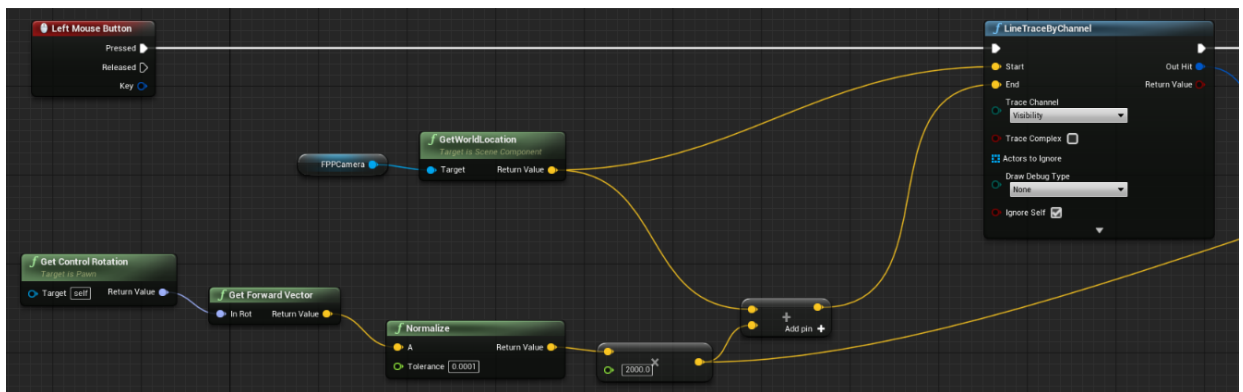 Left Mouse Button
Pressed
Released
Key
LineTraceByChannel
Start
Out Hit
End
Return Value
Trace Channel
Visibility
Trace Complex
Actors to Ignore
Draw Debug Type
None
Ignore Self
GetWorldLocation
Target is Scene Component
FPPCamera
Target
Return Value
Get Control Rotation
Target is Pawn
Target self
Return Value
Get Forward Vector
In Rot
Return Value
Normalize
A
Return Value
Tolerance 0.0001
2000.0
×
+
Add pin +